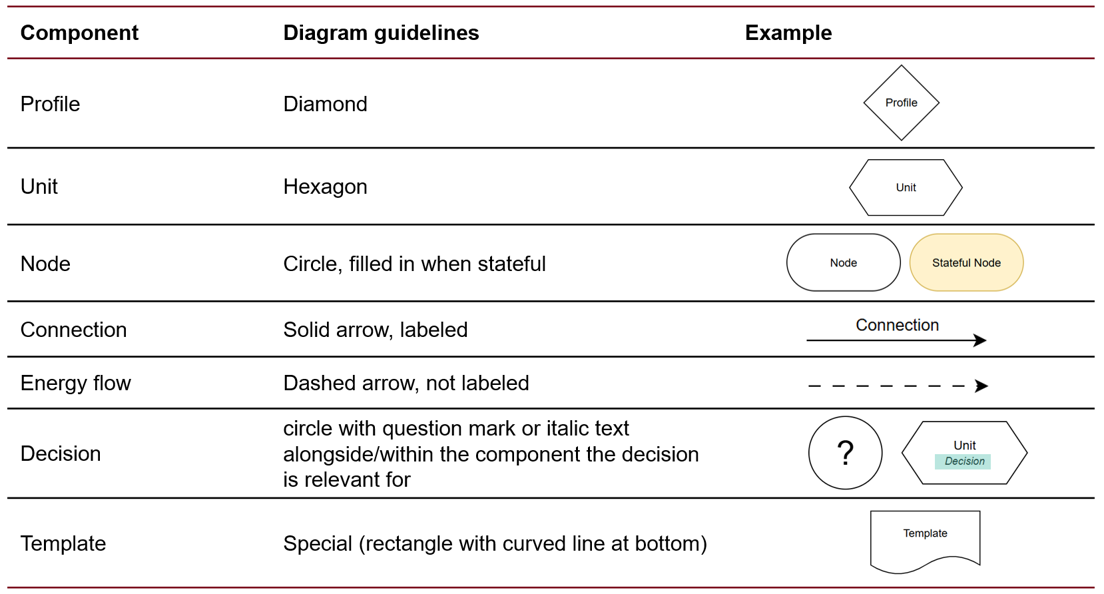 Component Diagram guidelines Example
Profile Diamond Profile
Unit Hexagon Unit
Node Circle, filled in when stateful Node Stateful Node
Connection Solid arrow, labeled Connection
Energy flow Dashed arrow, not labeled
Decision circle with question mark or italic text
alongside/within the component the decision
is relevant for
? Unit
Decision
Template Special (rectangle with curved line at bottom) Template